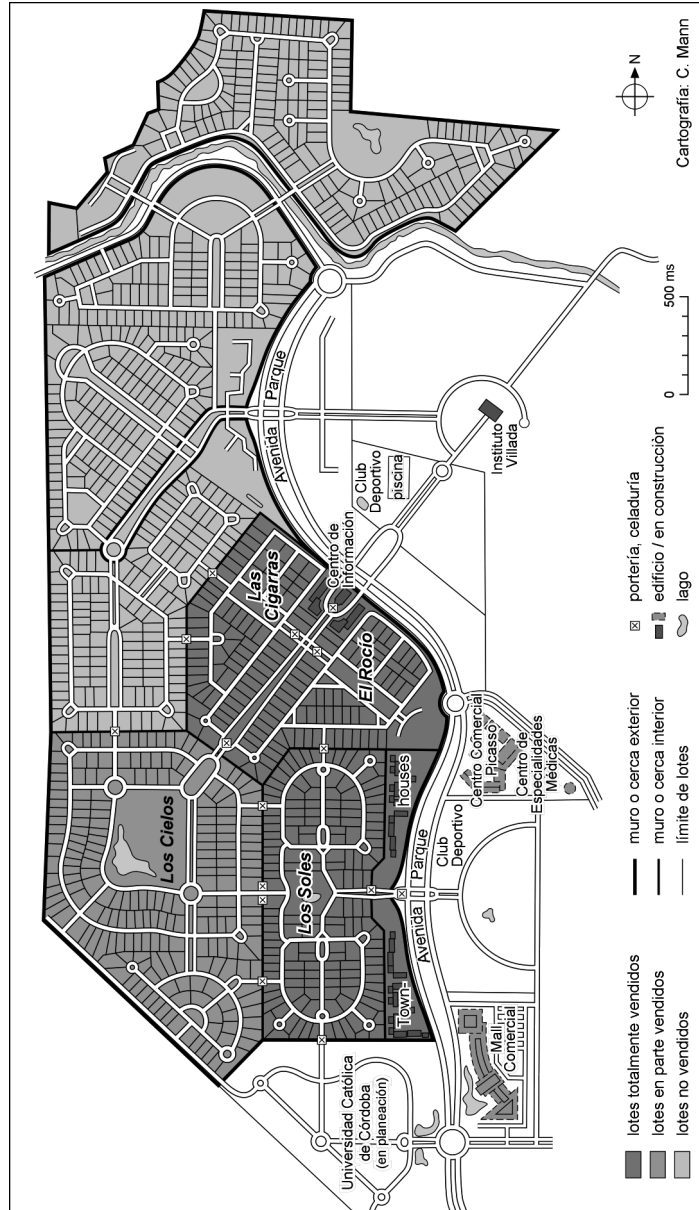 Los Cielos
Las
Cigarras
El Rocío
Los Soles
Town-
houses
Avenida Parque
Avenida Parque
Centro de
Información
Club
Deportivo
piscina
Instituto
Villada
Centro Comercial
Picasso
Centro de
Especialidades
Médicas
Club
Deportivo
Mall
Comercial
Universidad Católica
de Córdoba
(en planeación)
lotes totalmente vendidos
lotes en parte vendidos
lotes no vendidos
muro o cerca exterior
muro o cerca interior
límite de lotes
portería, celaduría
edificio / en construcción
lago
0 500 ms
N
Cartografía: C. Mann